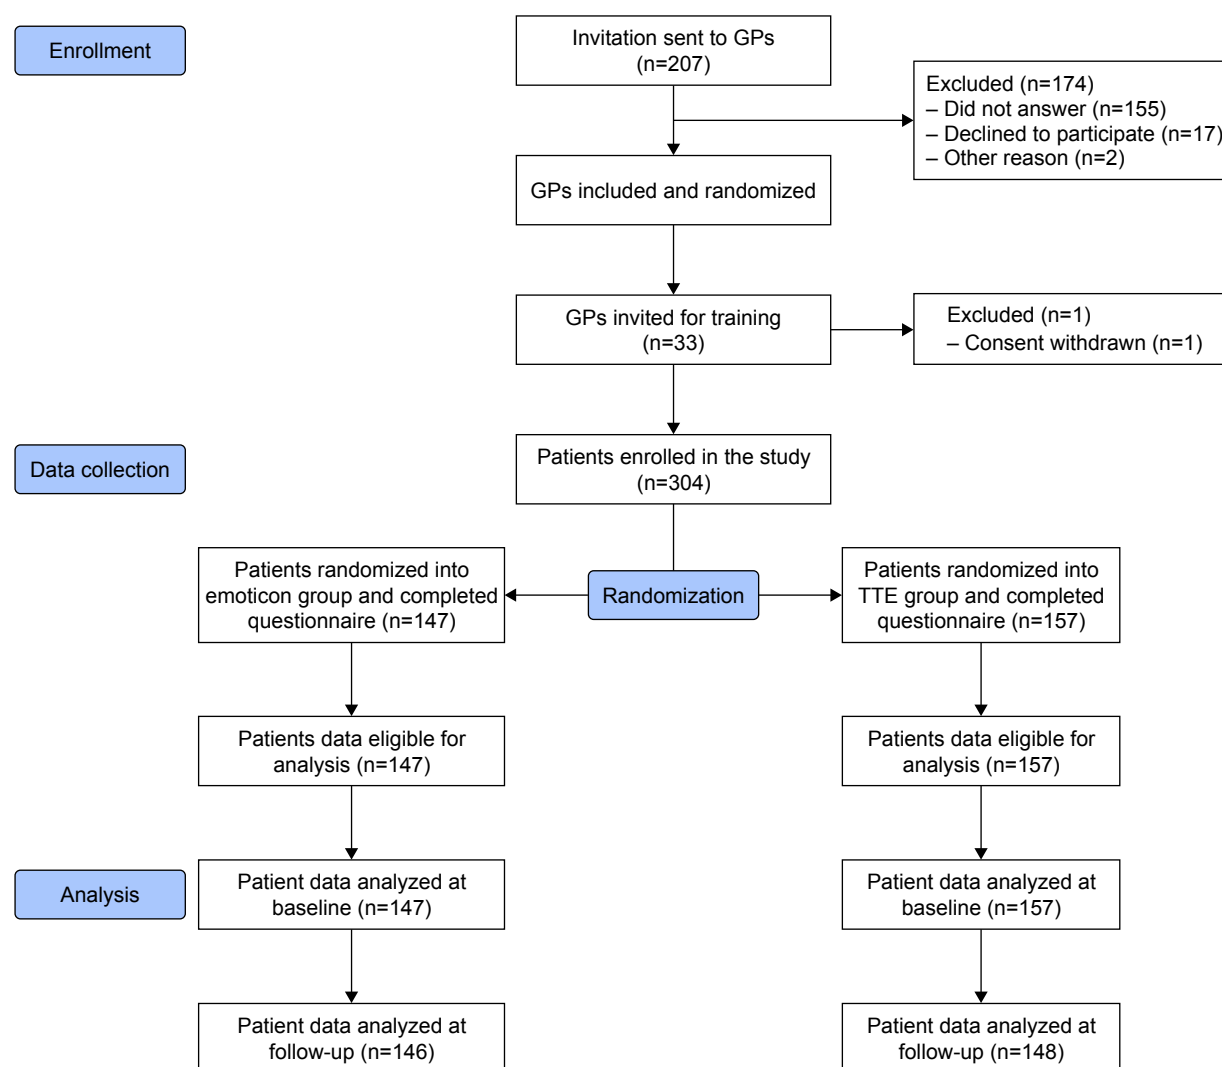 Enrollment
Invitation sent to GPs
(n=207)
Excluded (n=174)
– Did not answer (n=155)
– Declined to participate (n=17)
– Other reason (n=2)
GPs included and randomized
GPs invited for training
(n=33)
Excluded (n=1)
– Consent withdrawn (n=1)
Data collection
Patients enrolled in the study
(n=304)
Patients randomized into
emoticon group and completed
questionnaire (n=147)
Randomization
Patients randomized into
TTE group and completed
questionnaire (n=157)
Patients data eligible for
analysis (n=147)
Patients data eligible for
analysis (n=157)
Analysis
Patient data analyzed at
baseline (n=147)
Patient data analyzed at
baseline (n=157)
Patient data analyzed at
follow-up (n=146)
Patient data analyzed at
follow-up (n=148)